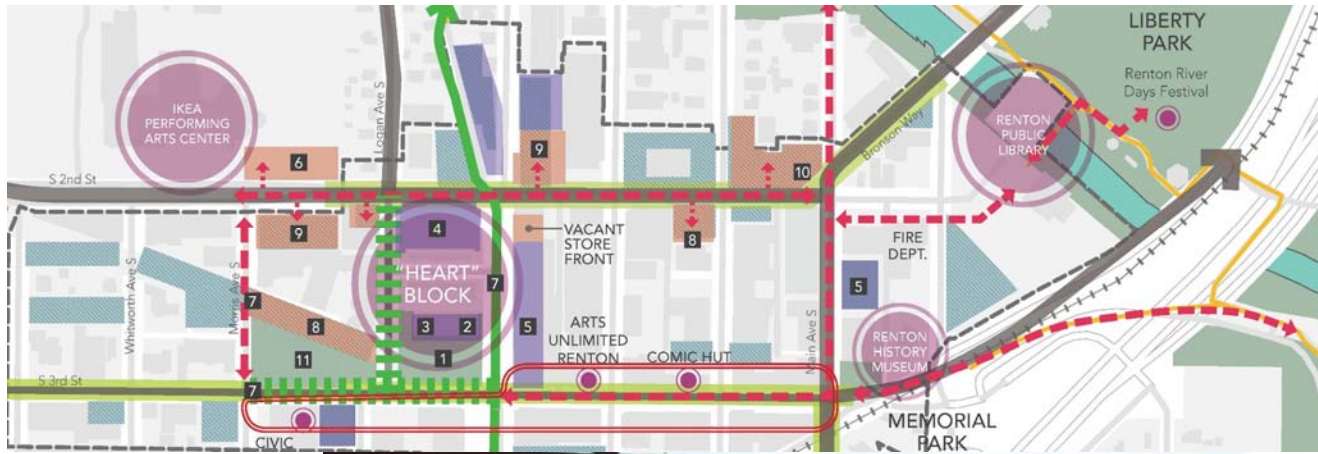 LIBERTY
PARK
Renton River
Days Festival
IKEA
PERFORMING
ARTS CENTER
Logan Ave S
RENTON
PUBLIC
LIBRARY
Bronson Way
6
9
10
S 2nd St
9
4
VACANT
STORE
FRONT
8
FIRE
DEPT.
Whitworth Ave S
Morris Ave S
"HEART"
BLOCK
7
5
7
8
3
2
5
ARTS
UNLIMITED
RENTON
COMIC HUT
Main Ave S
RENTON
HISTORY
MUSEUM
11
1
S 3rd St
7
CIVIC
MEMORIAL
PARK